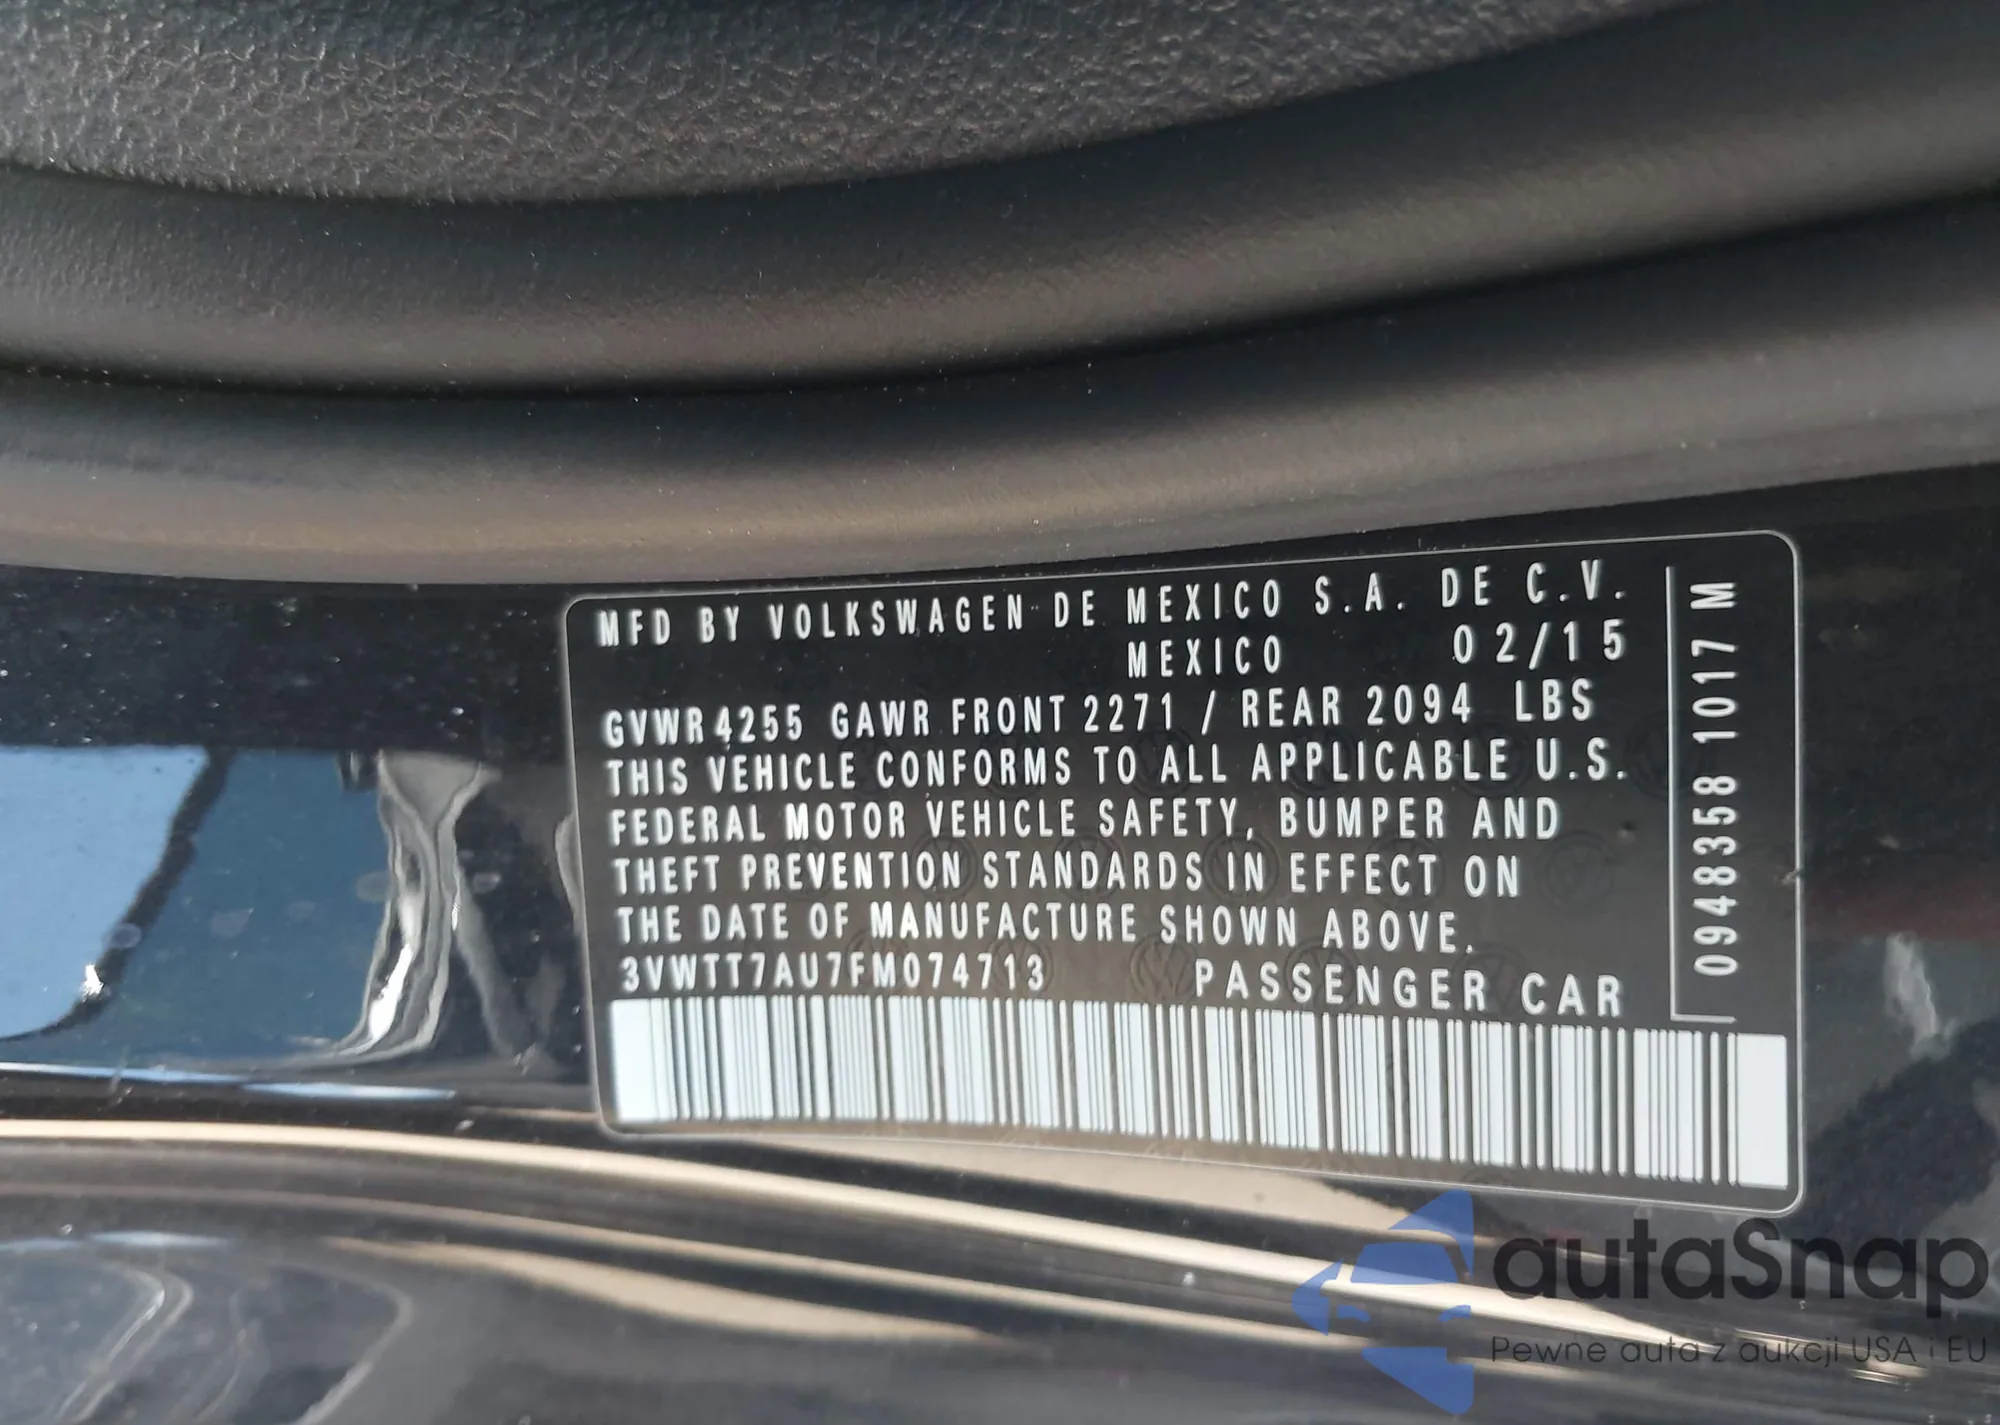 MFD BY VOLKSWAGEN DE MEXICO S.A. DE C.V.
MEXICO 02/15
GVWR 4255 GAWR FRONT 2271 / REAR 2094 LBS
THIS VEHICLE CONFORMS TO ALL APPLICABLE U.S.
FEDERAL MOTOR VEHICLE SAFETY, BUMPER AND
THEFT PREVENTION STANDARDS IN EFFECT ON
THE DATE OF MANUFACTURE SHOWN ABOVE.
3VWTT7AU7FM074713 PASSENGER CAR
0948358 1017 M
autaSnap
Pewne auta z aukcji USA i EU